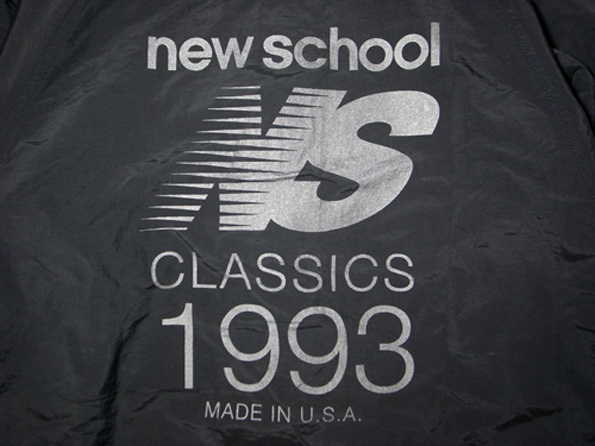 new school
NS
CLASSICS
1993
MADE IN U.S.A.